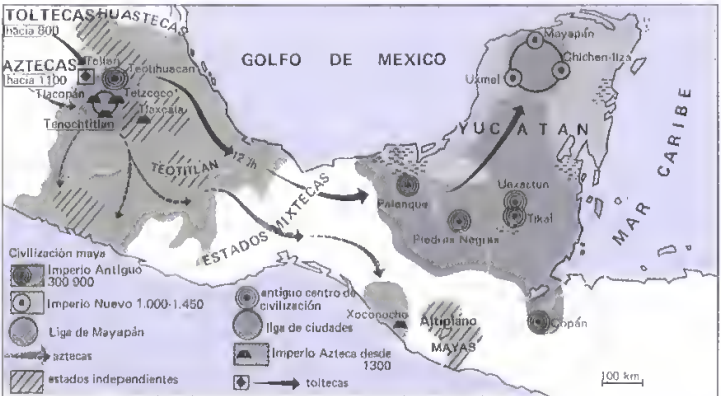 TOLTECAS
hacia 800
HUASTECAS
AZTECAS
hacia 1100
Tollan
Teotihuacan
Tlacopán
Tetzcoco
Tlaxcala
Tenochtitlan
TEOTITLAN
12 Jh
ESTADOS MIXTECAS
GOLFO DE MEXICO
Mayapán
Chichen-Itza
Uxmal
YUCATAN
MAR CARIBE
Palenque
Uaxactun
Tikal
Piedras Negras
Copán
Xoconocho
Altiplano
MAYAS
100 km
Civilización maya
Imperio Antiguo
300 900
Imperio Nuevo 1.000-1.450
Liga de Mayapán
aztecas
estados independientes
antiguo centro de
civilización
liga de ciudades
Imperio Azteca desde
1300
toltecas